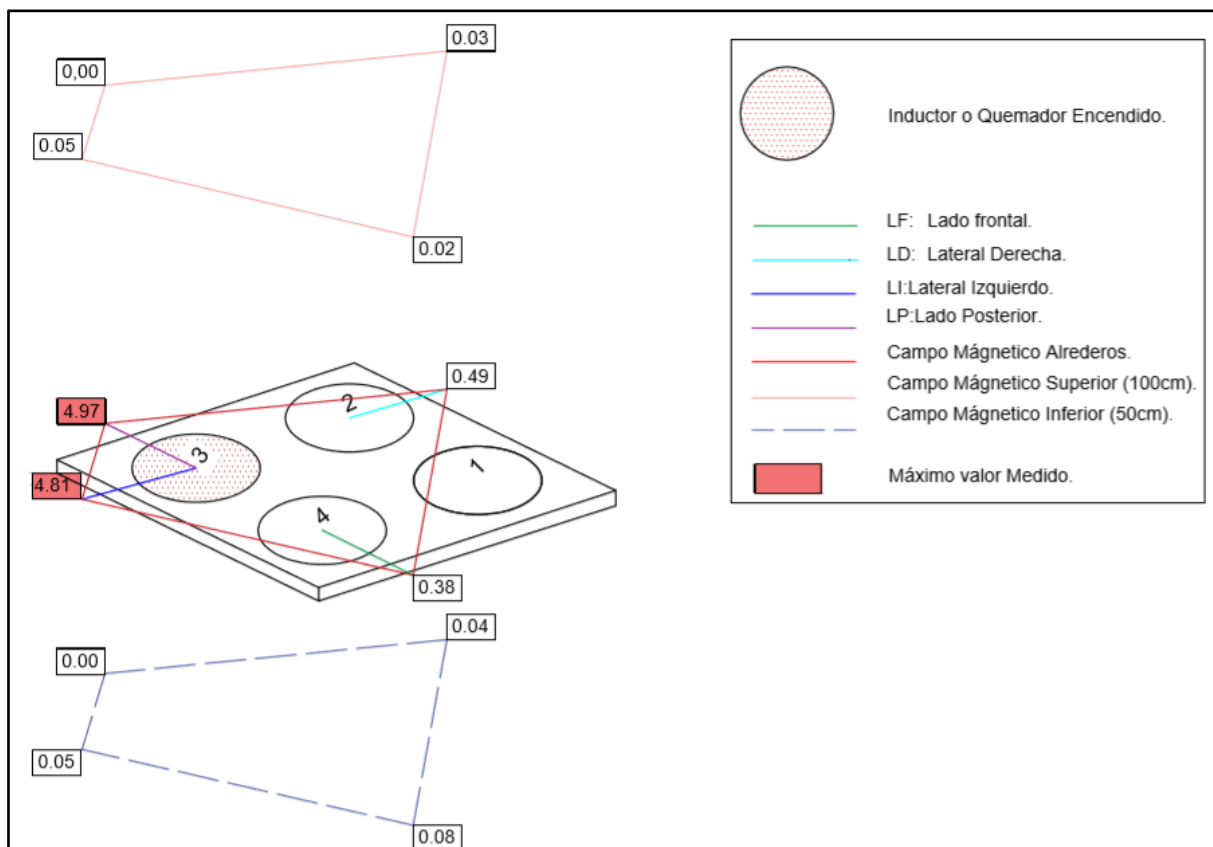 0.03
0,00
0.05
0.02
Inductor o Quemador Encendido.
LF: Lado frontal.
LD: Lateral Derecha.
LI:Lateral Izquierdo.
LP:Lado Posterior.
Campo Mágnetico Alrederos.
Campo Mágnetico Superior (100cm).
Campo Mágnetico Inferior (50cm).
Máximo valor Medido.
0.49
4.97
2
3
1
4.81
4
0.38
0.04
0.00
0.05
0.08